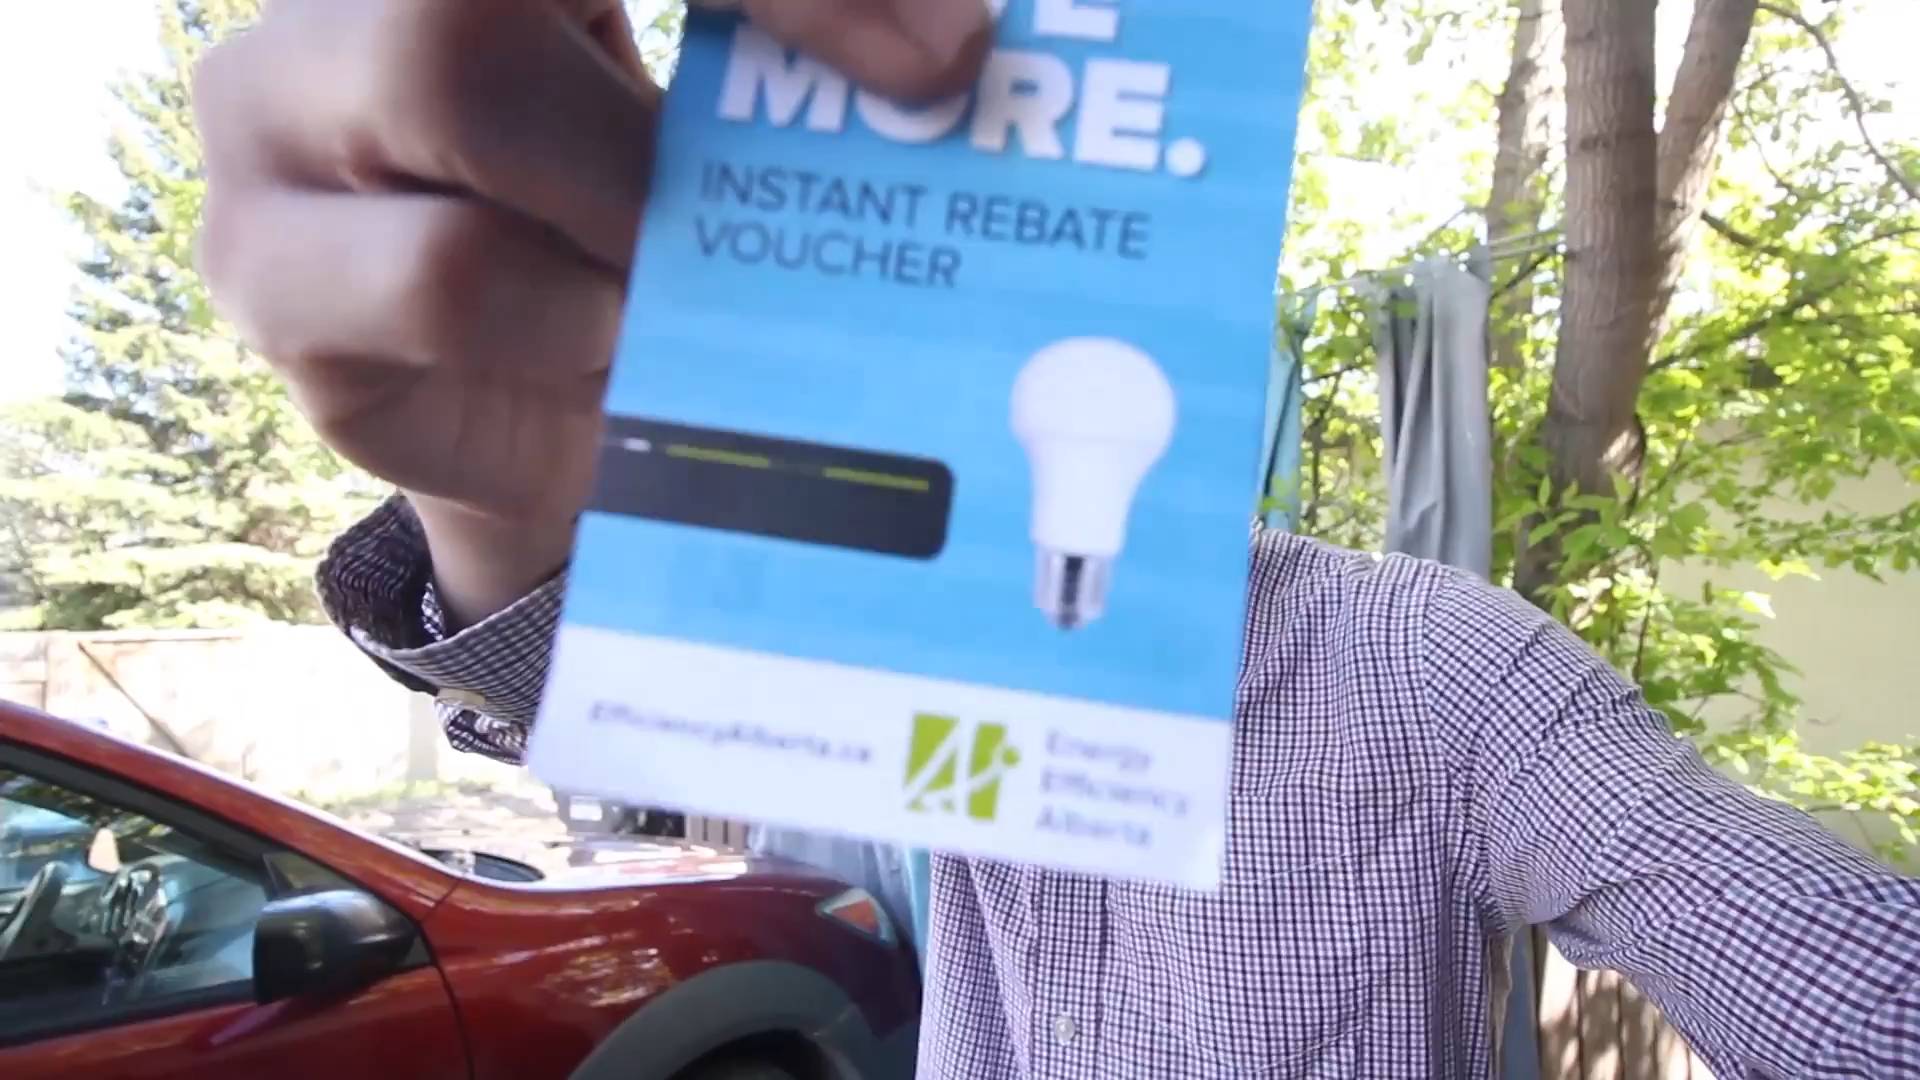 MORE.
INSTANT REBATE
VOUCHER
EfficiencyAlberta.ca
Energy
Efficiency
Alberta